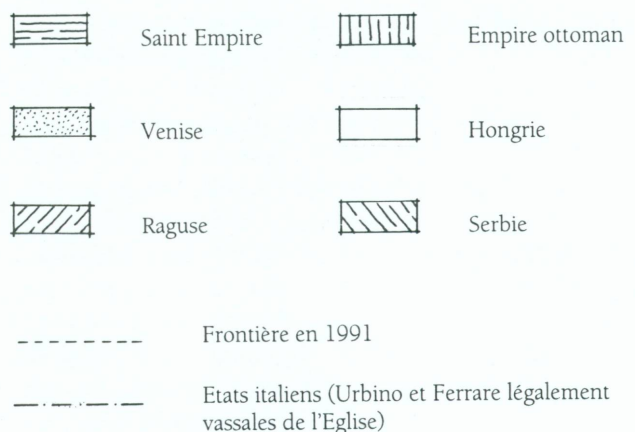 Saint Empire
Empire ottoman
Venise
Hongrie
Raguse
Serbie
Frontière en 1991
Etats italiens (Urbino et Ferrare légalement
vassales de l'Eglise)